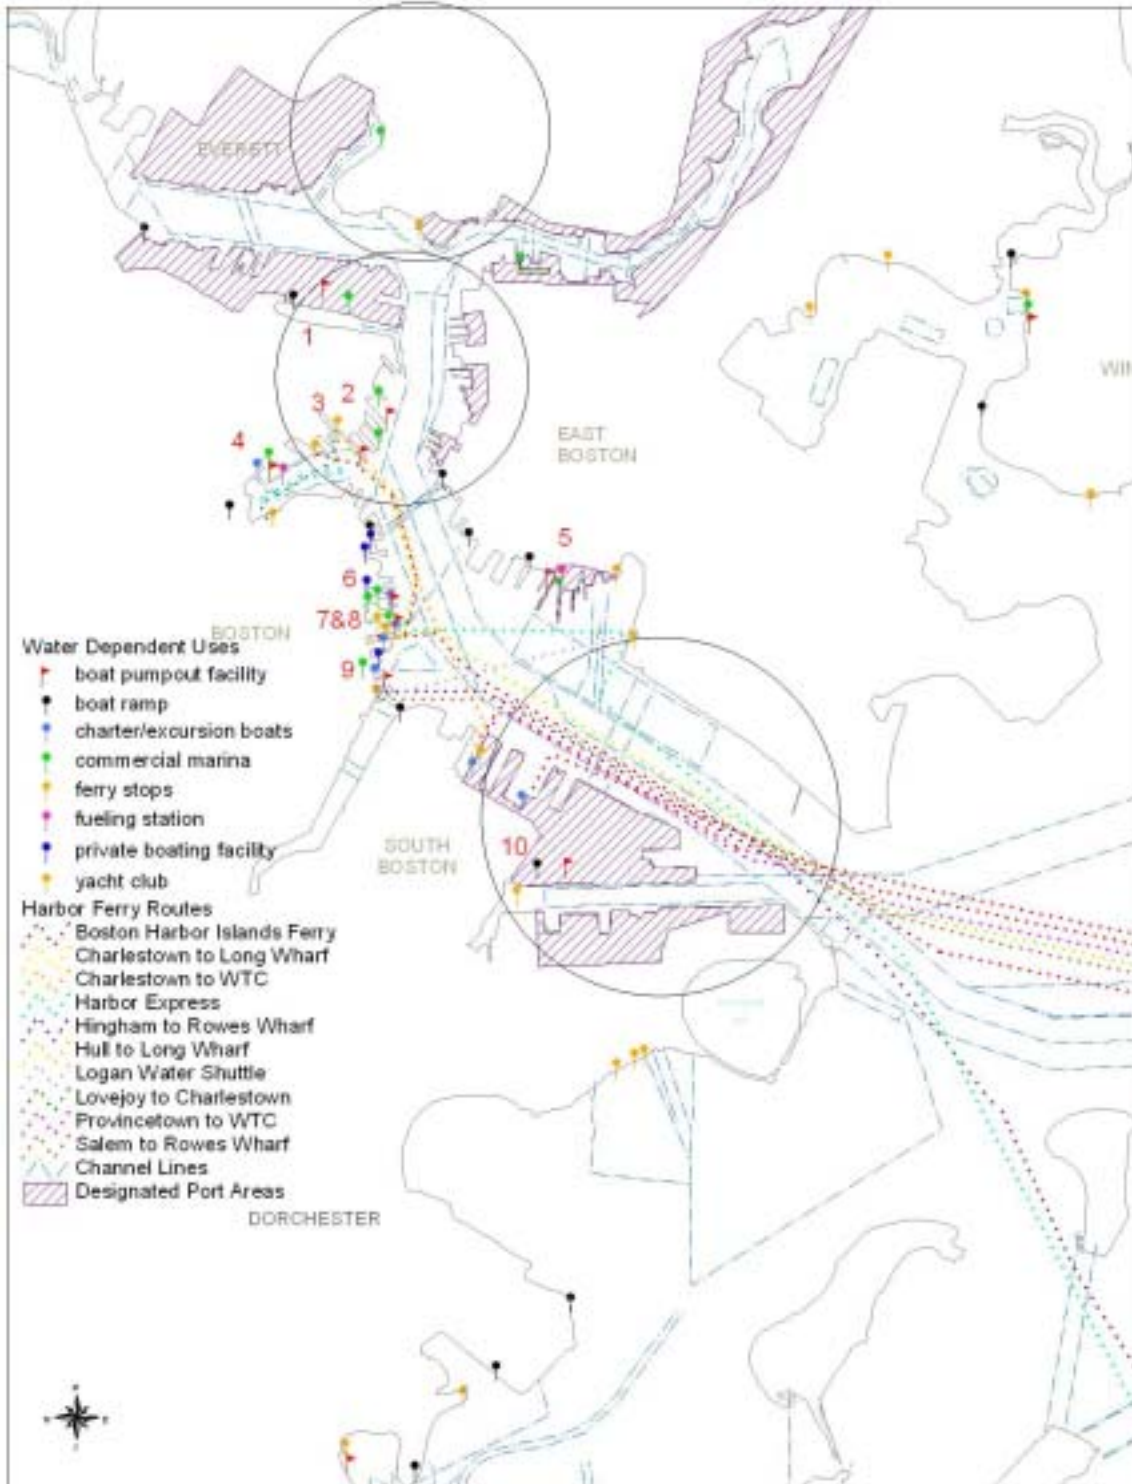 EVERETT
1
2
3
4
EAST
BOSTON
WIN
5
6
7&8
BOSTON
9
SOUTH
BOSTON
10
Water Dependent Uses
boat pumpout facility
boat ramp
charter/excursion boats
commercial marina
ferry stops
fueling station
private boating facility
yacht club
Harbor Ferry Routes
Boston Harbor Islands Ferry
Charlestown to Long Wharf
Charlestown to WTC
Harbor Express
Hingham to Rowes Wharf
Hull to Long Wharf
Logan Water Shuttle
Lovejoy to Charlestown
Provincetown to WTC
Salem to Rowes Wharf
Channel Lines
Designated Port Areas
DORCHESTER